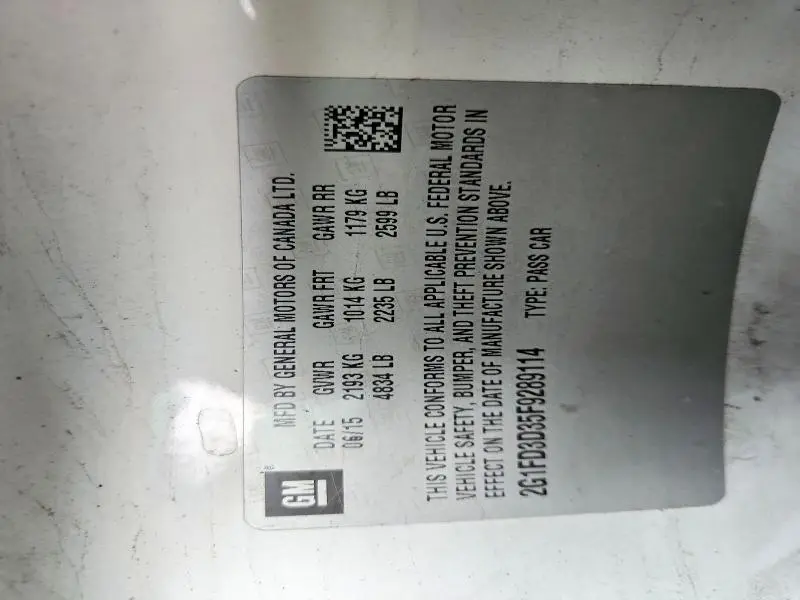 MFD BY GENERAL MOTORS OF CANADA LTD.
DATE GVWR GAWR FRT GAWR RR
06/15 2193 KG 1014 KG 1179 KG
4834 LB 2235 LB 2599 LB
GM
THIS VEHICLE CONFORMS TO ALL APPLICABLE U.S. FEDERAL MOTOR
VEHICLE SAFETY, BUMPER, AND THEFT PREVENTION STANDARDS IN
EFFECT ON THE DATE OF MANUFACTURE SHOWN ABOVE.
2G1FD3D35F9289114 TYPE: PASS CAR